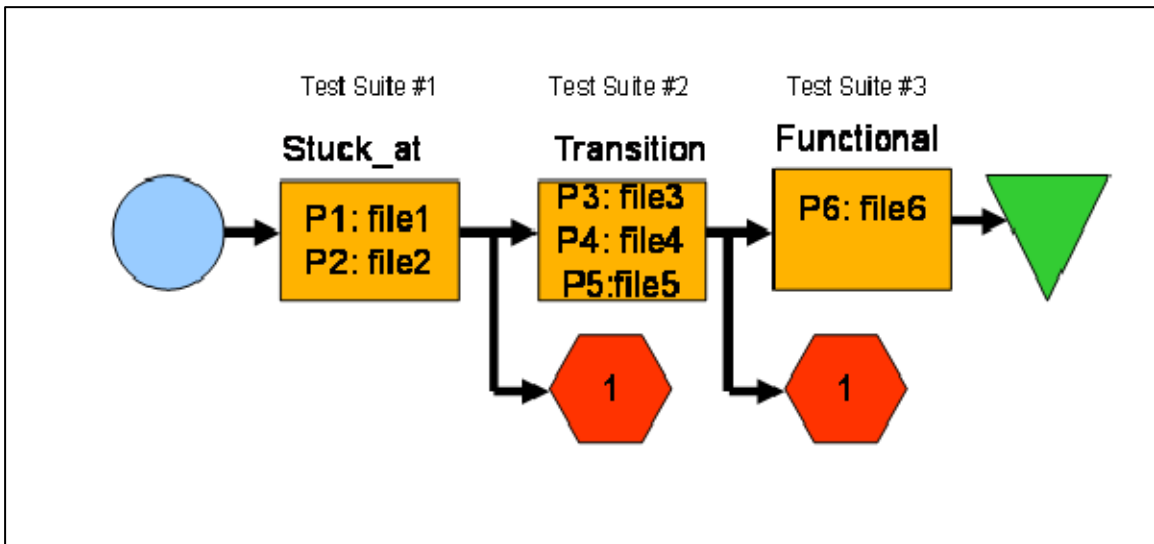 Test Suite #1
Test Suite #2
Test Suite #3
Stuck_at
Transition
Functional
P1: file1
P2: file2
P3: file3
P4: file4
P5:file5
P6: file6
1
1